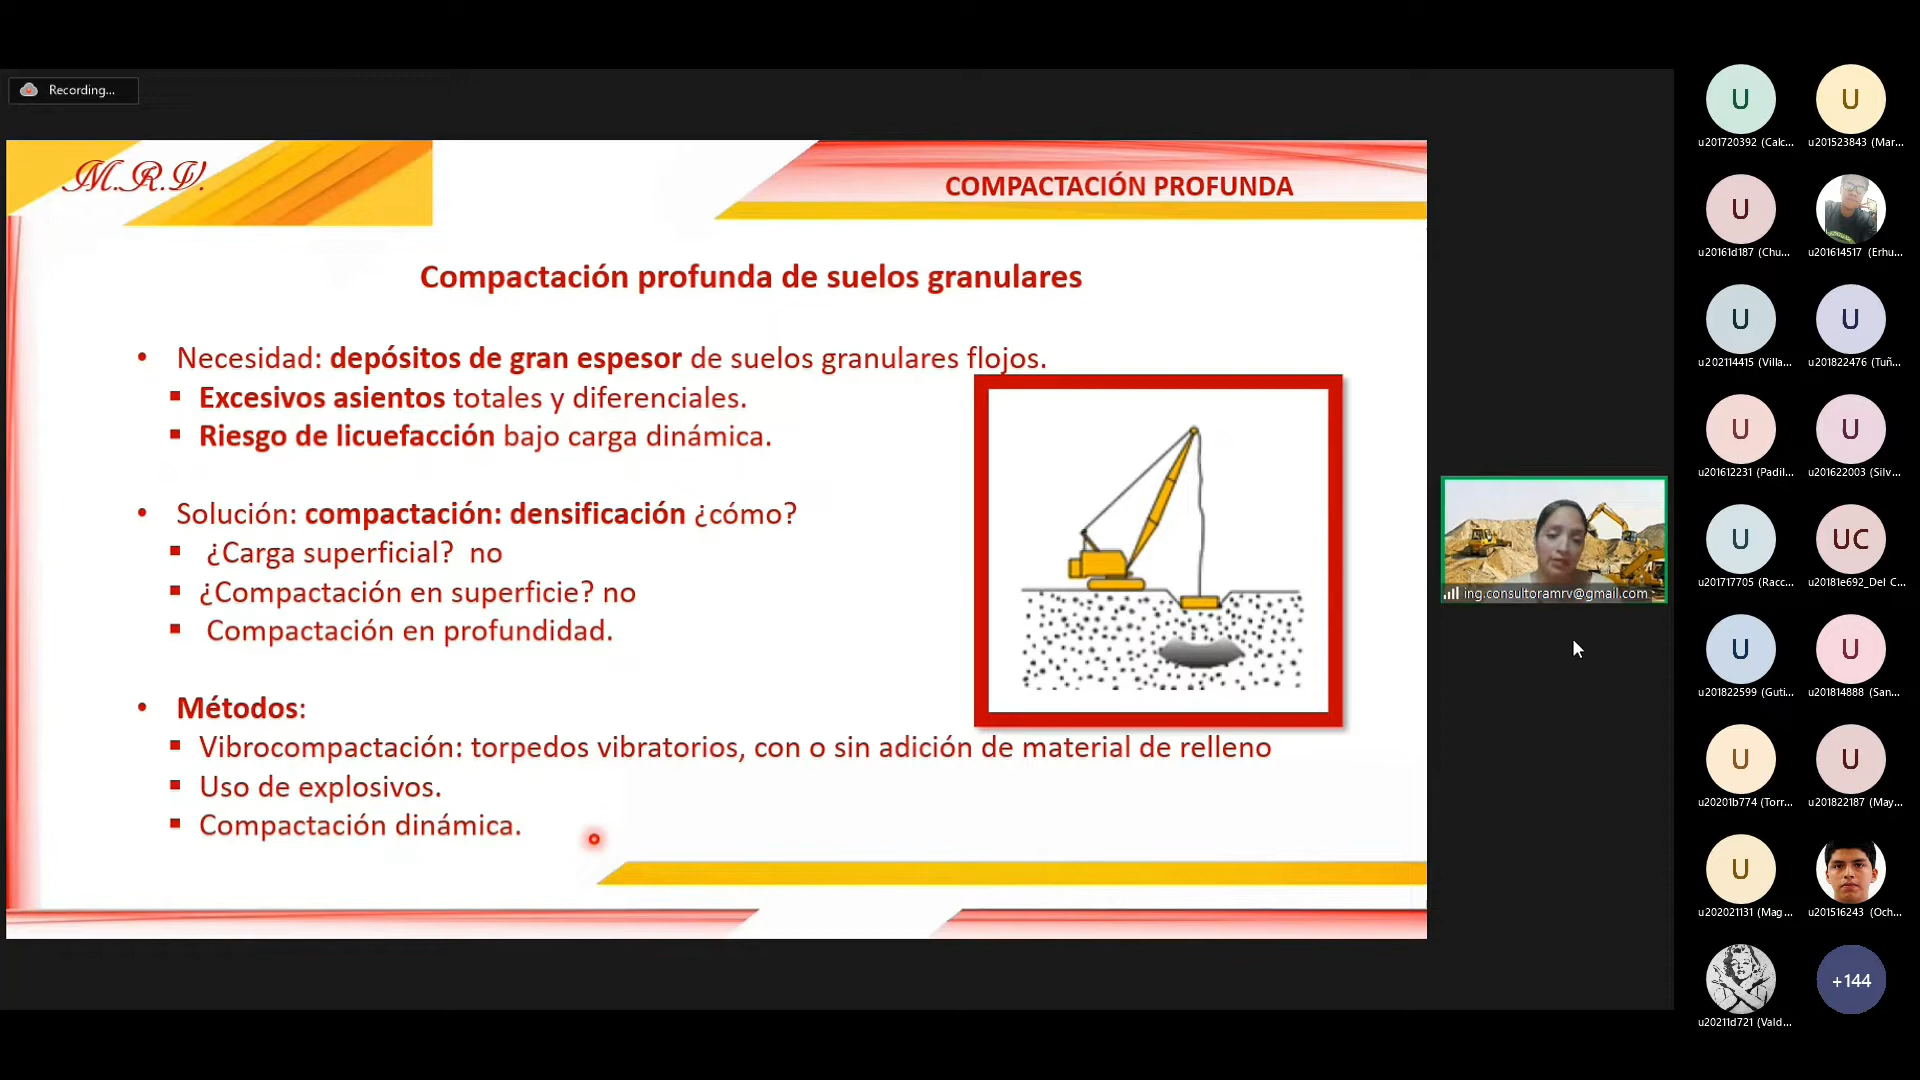 Recording...
M.R.V.
COMPACTACIÓN PROFUNDA
Compactación profunda de suelos granulares
• Necesidad: depósitos de gran espesor de suelos granulares flojos.
▪ Excesivos asientos totales y diferenciales.
▪ Riesgo de licuefacción bajo carga dinámica.
• Solución: compactación: densificación ¿cómo?
▪ ¿Carga superficial? no
▪ ¿Compactación en superficie? no
▪ Compactación en profundidad.
• Métodos:
▪ Vibrocompactación: torpedos vibratorios, con o sin adición de material de relleno
▪ Uso de explosivos.
▪ Compactación dinámica.
ing.consultoramrv@gmail.com
U U
u201720392 (Calc... u201523843 (Mar...
U
u20161d187 (Chu... u201614517 (Erhu...
U U
u202114415 (Villa... u201822476 (Tuñ...
U U
u201612231 (Padil... u201622003 (Silv...
U UC
u201717705 (Racc... u20181e692_Del C...
U U
u201822599 (Guti... u201814888 (San...
U U
u20201b774 (Torr... u201822187 (May...
U
u202021131 (Mag... u201516243 (Och...
+144
u20211d721 (Vald...